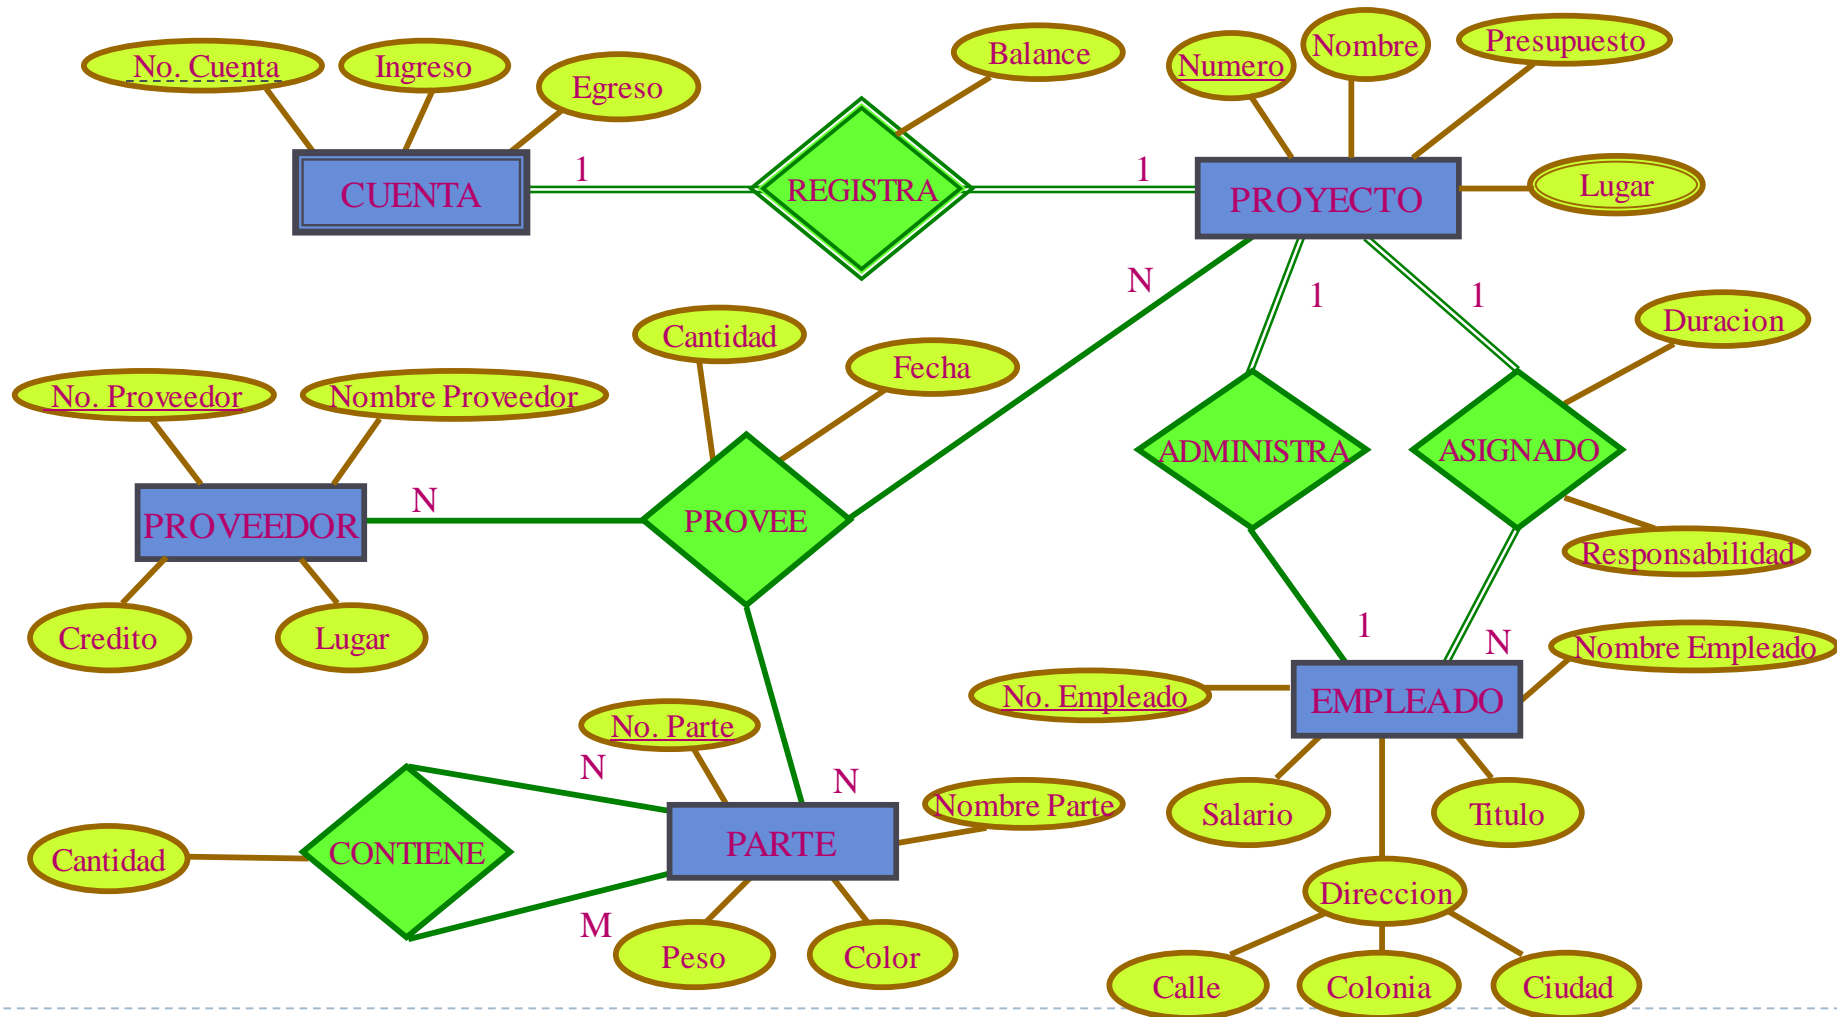 No. Cuenta
Ingreso
Egreso
Balance
Numero
Nombre
Presupuesto
Lugar
CUENTA
1
REGISTRA
1
PROYECTO
N
1
1
Cantidad
Fecha
Duracion
No. Proveedor
Nombre Proveedor
ADMINISTRA
ASIGNADO
PROVEEDOR
N
PROVEE
Responsabilidad
Credito
Lugar
1
N
Nombre Empleado
No. Empleado
EMPLEADO
No. Parte
N
N
Nombre Parte
Salario
Titulo
Cantidad
CONTIENE
PARTE
M
Peso
Color
Direccion
Calle
Colonia
Ciudad